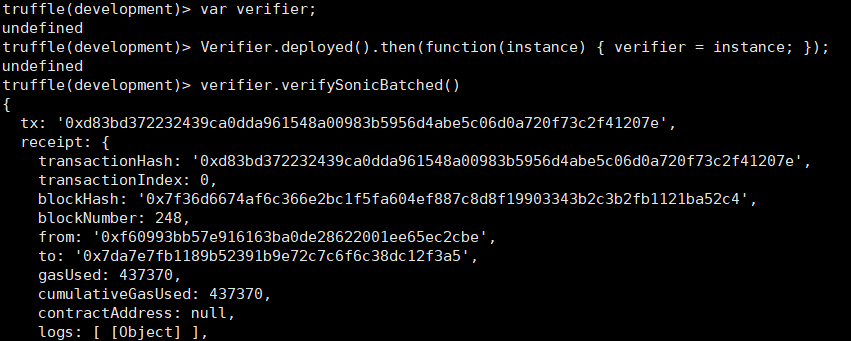 truffle(development)> var verifier;
undefined
truffle(development)> Verifier.deployed().then(function(instance) { verifier = instance; });
undefined
truffle(development)> verifier.verifySonicBatched()
{
  tx: '0xd83bd372232439ca0dda961548a00983b5956d4abe5c06d0a720f73c2f41207e',
  receipt: {
    transactionHash: '0xd83bd372232439ca0dda961548a00983b5956d4abe5c06d0a720f73c2f41207e',
    transactionIndex: 0,
    blockHash: '0x7f36d6674af6c366e2bc1f5fa604ef887c8d8f19903343b2c3b2fb1121ba52c4',
    blockNumber: 248,
    from: '0xf60993bb57e916163ba0de28622001ee65ec2cbe',
    to: '0x7da7e7fb1189b52391b9e72c7c6f6c38dc12f3a5',
    gasUsed: 437370,
    cumulativeGasUsed: 437370,
    contractAddress: null,
    logs: [ [Object] ],